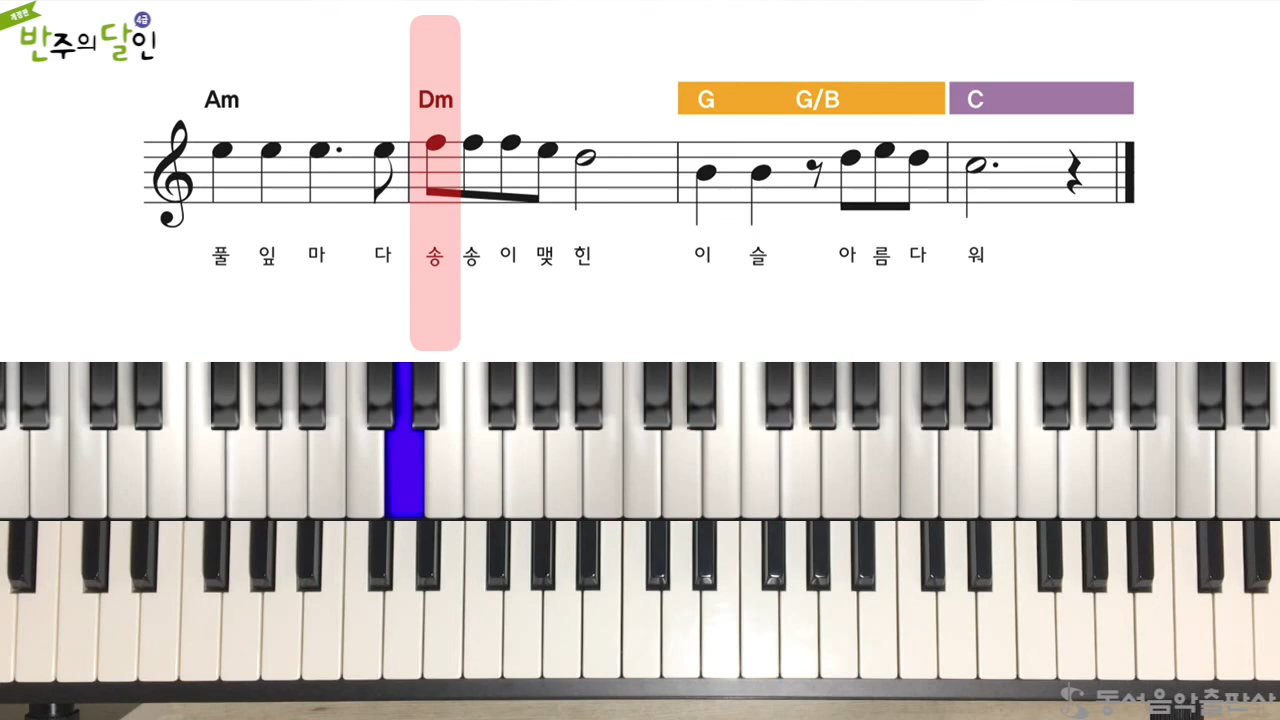 개정판
4급
반주의달인
Am Dm G G/B C
풀 잎 마 다 송 송 이 맺 힌 이 슬 아 름 다 워
동서음악출판사